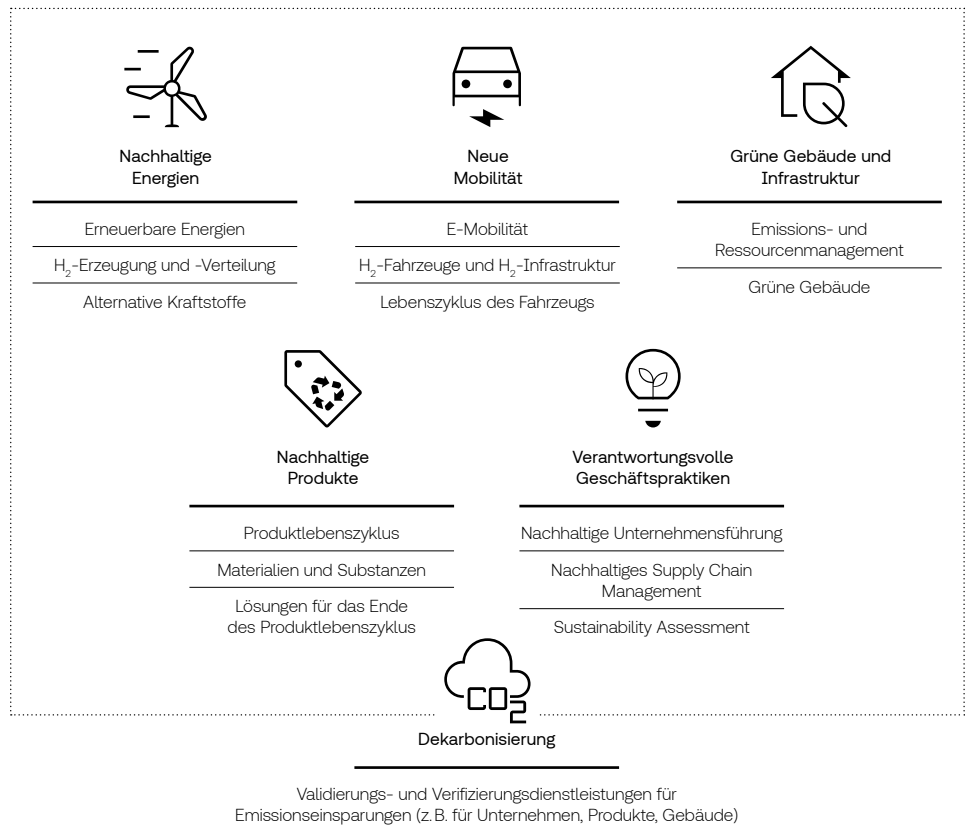 Nachhaltige
Energien
Erneuerbare Energien
H₂-Erzeugung und -Verteilung
Alternative Kraftstoffe
Neue
Mobilität
E-Mobilität
H₂-Fahrzeuge und H₂-Infrastruktur
Lebenszyklus des Fahrzeugs
Grüne Gebäude und
Infrastruktur
Emissions- und
Ressourcenmanagement
Grüne Gebäude
Nachhaltige
Produkte
Produktlebenszyklus
Materialien und Substanzen
Lösungen für das Ende
des Produktlebenszyklus
Verantwortungsvolle
Geschäftspraktiken
Nachhaltige Unternehmensführung
Nachhaltiges Supply Chain
Management
Sustainability Assessment
CO₂
Dekarbonisierung
Validierungs- und Verifizierungsdienstleistungen für
Emissionseinsparungen (z. B. für Unternehmen, Produkte, Gebäude)